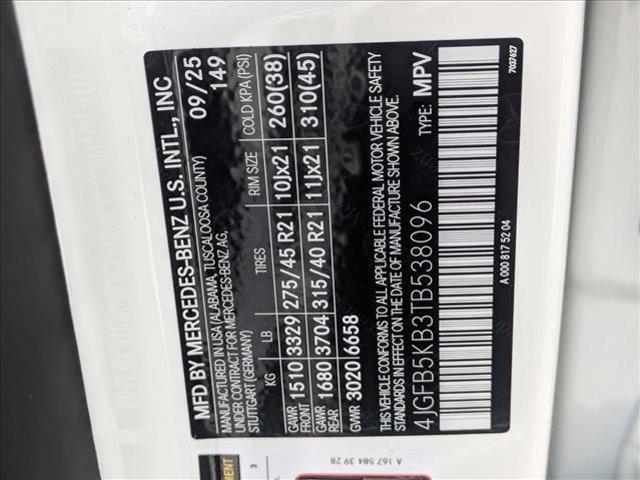 MFD BY MERCEDES-BENZ U.S. INTL., INC
MANUFACTURED IN USA (ALABAMA, TUSCALOOSA COUNTY) 09/25
UNDER CONTRACT FOR MERCEDES-BENZ AG, 149
STUTTGART (GERMANY)
KG LB TIRES RIM SIZE COLD KPA (PSI)
GAWR FRONT 1510 3329 275/45 R21 10Jx21 260(38)
GAWR REAR 1680 3704 315/40 R21 11Jx21 310(45)
GWR 3020 6658
THIS VEHICLE CONFORMS TO ALL APPLICABLE FEDERAL MOTOR VEHICLE SAFETY
STANDARDS IN EFFECT ON THE DATE OF MANUFACTURE SHOWN ABOVE.
4JGFB5KB3TB538096 TYPE: MPV
A 000 817 52 04 7037627
A 167 584 39 28